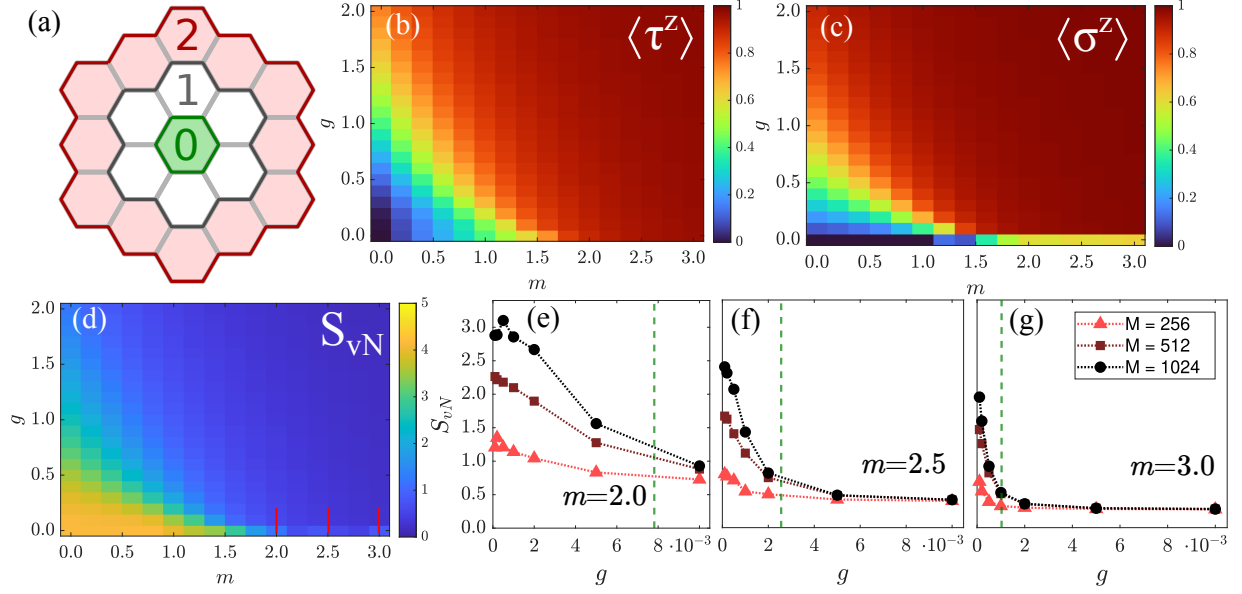 (a)
2
1
0
(b)
⟨τ^z⟩
g
2.0
1.5
1.0
0.5
0.0
0.0 0.5 1.0 1.5 2.0 2.5 3.0
m
1
0.8
0.6
0.4
0.2
0
(c)
⟨σ^z⟩
g
2.0
1.5
1.0
0.5
0.0
0.0 0.5 1.0 1.5 2.0 2.5 3.0
m
1
0.8
0.6
0.4
0.2
0
(d)
S_vN
g
2.0
1.5
1.0
0.5
0.0
0.0 0.5 1.0 1.5 2.0 2.5 3.0
m
5
4
3
2
1
0
(e)
S_vN
3.0
2.5
2.0
1.5
1.0
0.5
0.0
m=2.0
0 2 4 6 8 ·10^-3
g
(f)
m=2.5
0 2 4 6 8 ·10^-3
g
(g)
M = 256
M = 512
M = 1024
m=3.0
0 2 4 6 8 ·10^-3
g